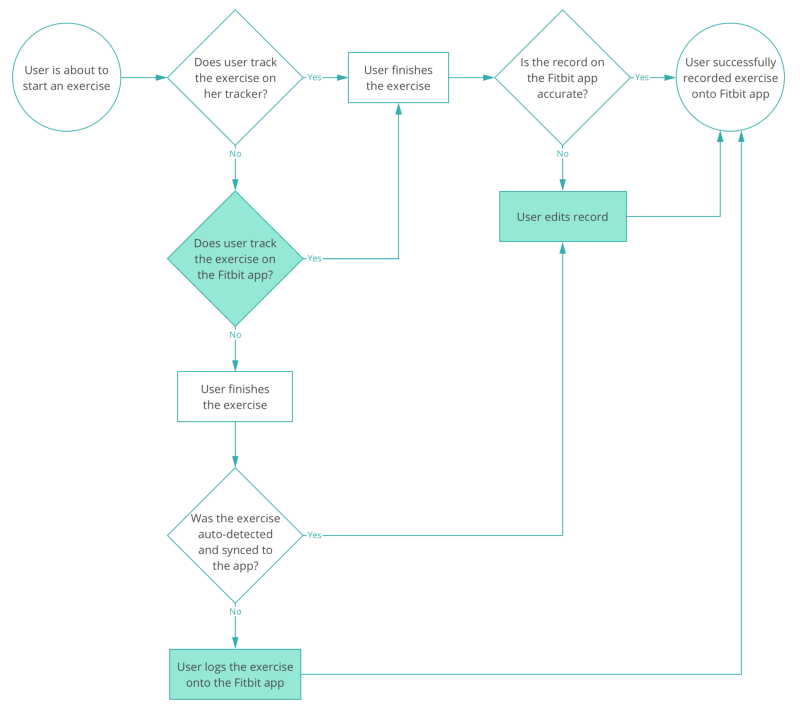 User is about to
start an exercise
Does user track
the exercise on
her tracker?
Yes
User finishes
the exercise
Is the record on
the Fitbit app
accurate?
Yes
User successfully
recorded exercise
onto Fitbit app
No
No
Does user track
the exercise on
the Fitbit app?
Yes
User edits record
No
User finishes
the exercise
Was the exercise
auto-detected
and synced to
the app?
Yes
No
User logs the exercise
onto the Fitbit app